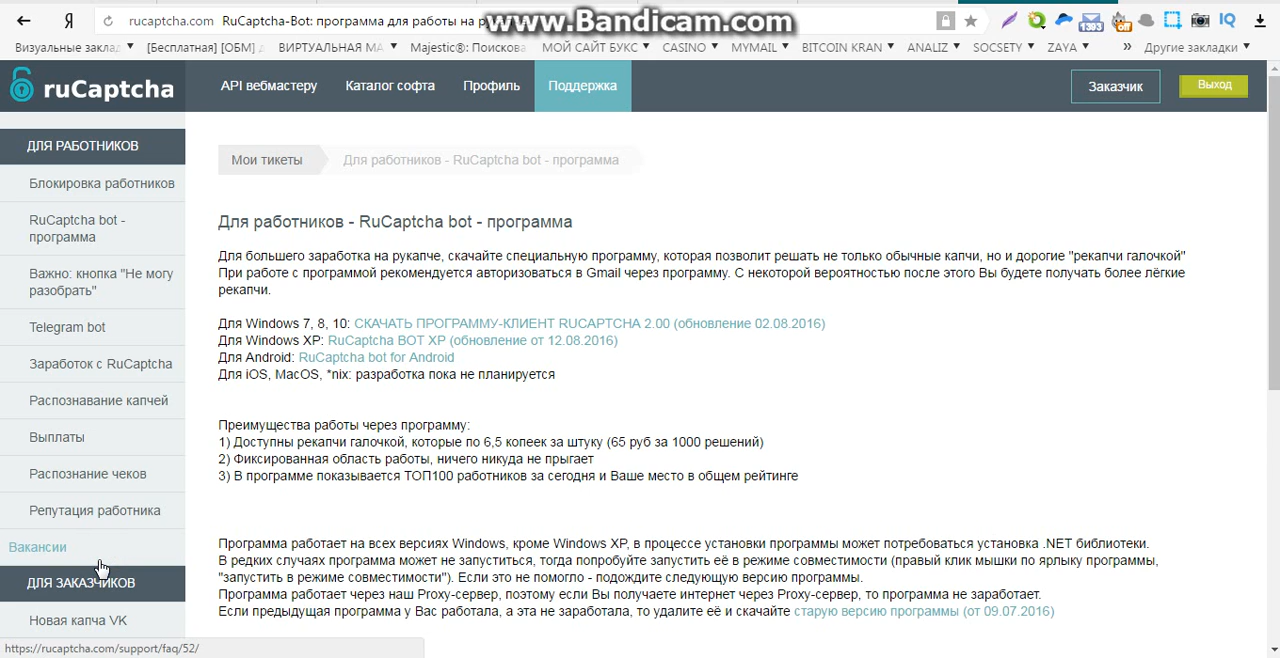 Я
rucaptcha.com RuCaptcha-Bot: программа для работы на
www.Bandicam.com
1393
Off
IQ
Визуальные заклад [Бесплатная] [ОБМ] ВИРТУАЛЬНАЯ МА Majestic®: Поискова МОЙ САЙТ БУКС CASINO MYMAIL BITCOIN KRAN ANALIZ SOCSETY ZAYA » Другие закладки
ruCaptcha
API вебмастеру Каталог софта Профиль Поддержка Заказчик Выход
ДЛЯ РАБОТНИКОВ
Блокировка работников
RuCaptcha bot -
программа
Важно: кнопка "Не могу
разобрать"
Telegram bot
Заработок с RuCaptcha
Распознавание капчей
Выплаты
Распознание чеков
Репутация работника
Вакансии
ДЛЯ ЗАКАЗЧИКОВ
Новая капча VK
https://rucaptcha.com/support/faq/52/
Мои тикеты Для работников - RuCaptcha bot - программа
Для работников - RuCaptcha bot - программа
Для большего заработка на рукапче, скачайте специальную программу, которая позволит решать не только обычные капчи, но и дорогие "рекапчи галочкой"
При работе с программой рекомендуется авторизоваться в Gmail через программу. С некоторой вероятностью после этого Вы будете получать более лёгкие
рекапчи.
Для Windows 7, 8, 10: СКАЧАТЬ ПРОГРАММУ-КЛИЕНТ RUCAPTCHA 2.00 (обновление 02.08.2016)
Для Windows XP: RuCaptcha BOT XP (обновление от 12.08.2016)
Для Android: RuCaptcha bot for Android
Для iOS, MacOS, *nix: разработка пока не планируется
Преимущества работы через программу:
1) Доступны рекапчи галочкой, которые по 6,5 копеек за штуку (65 руб за 1000 решений)
2) Фиксированная область работы, ничего никуда не прыгает
3) В программе показывается ТОП100 работников за сегодня и Ваше место в общем рейтинге
Программа работает на всех версиях Windows, кроме Windows XP, в процессе установки программы может потребоваться установка .NET библиотеки.
В редких случаях программа может не запуститься, тогда попробуйте запустить её в режиме совместимости (правый клик мышки по ярлыку программы,
"запустить в режиме совместимости"). Если это не помогло - подождите следующую версию программы.
Программа работает через наш Proxy-сервер, поэтому если Вы получаете интернет через Proxy-сервер, то программа не заработает.
Если предыдущая программа у Вас работала, а эта не заработала, то удалите её и скачайте старую версию программы (от 09.07.2016)